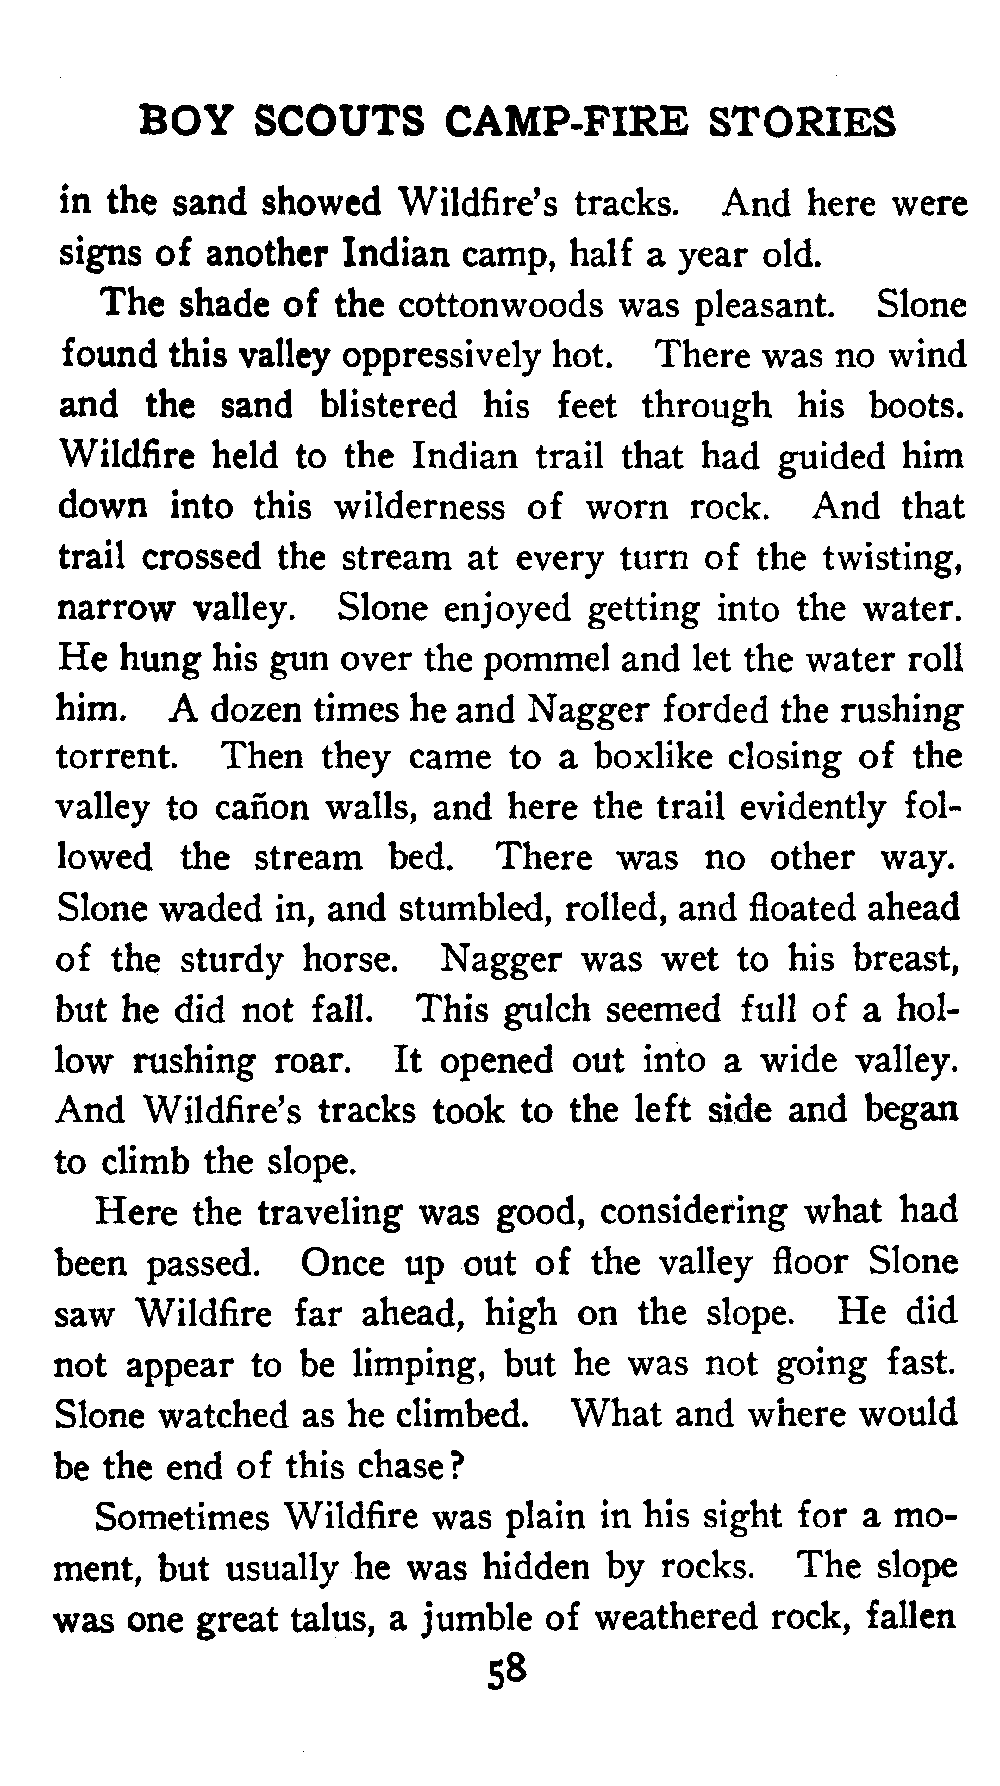 BOY SCOUTS CAMP-FIRE STORIES
in the sand showed Wildfire's tracks. And here were
signs of another Indian camp, half a year old.
The shade of the cottonwoods was pleasant. Slone
found this valley oppressively hot. There was no wind
and the sand blistered his feet through his boots.
Wildfire held to the Indian trail that had guided him
down into this wilderness of worn rock. And that
trail crossed the stream at every turn of the twisting,
narrow valley. Slone enjoyed getting into the water.
He hung his gun over the pommel and let the water roll
him. A dozen times he and Nagger forded the rushing
torrent. Then they came to a boxlike closing of the
valley to cañon walls, and here the trail evidently fol-
lowed the stream bed. There was no other way.
Slone waded in, and stumbled, rolled, and floated ahead
of the sturdy horse. Nagger was wet to his breast,
but he did not fall. This gulch seemed full of a hol-
low rushing roar. It opened out into a wide valley.
And Wildfire's tracks took to the left side and began
to climb the slope.
Here the traveling was good, considering what had
been passed. Once up out of the valley floor Slone
saw Wildfire far ahead, high on the slope. He did
not appear to be limping, but he was not going fast.
Slone watched as he climbed. What and where would
be the end of this chase?
Sometimes Wildfire was plain in his sight for a mo-
ment, but usually he was hidden by rocks. The slope
was one great talus, a jumble of weathered rock, fallen
58